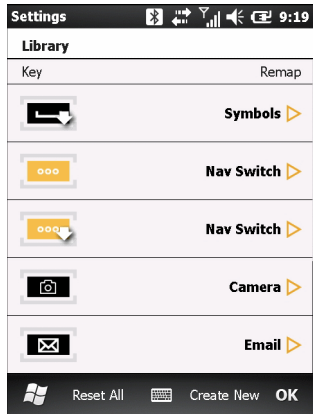 Settings 9:19
Library
Key Remap
Symbols
Nav Switch
Nav Switch
Camera
Email
Reset All Create New OK